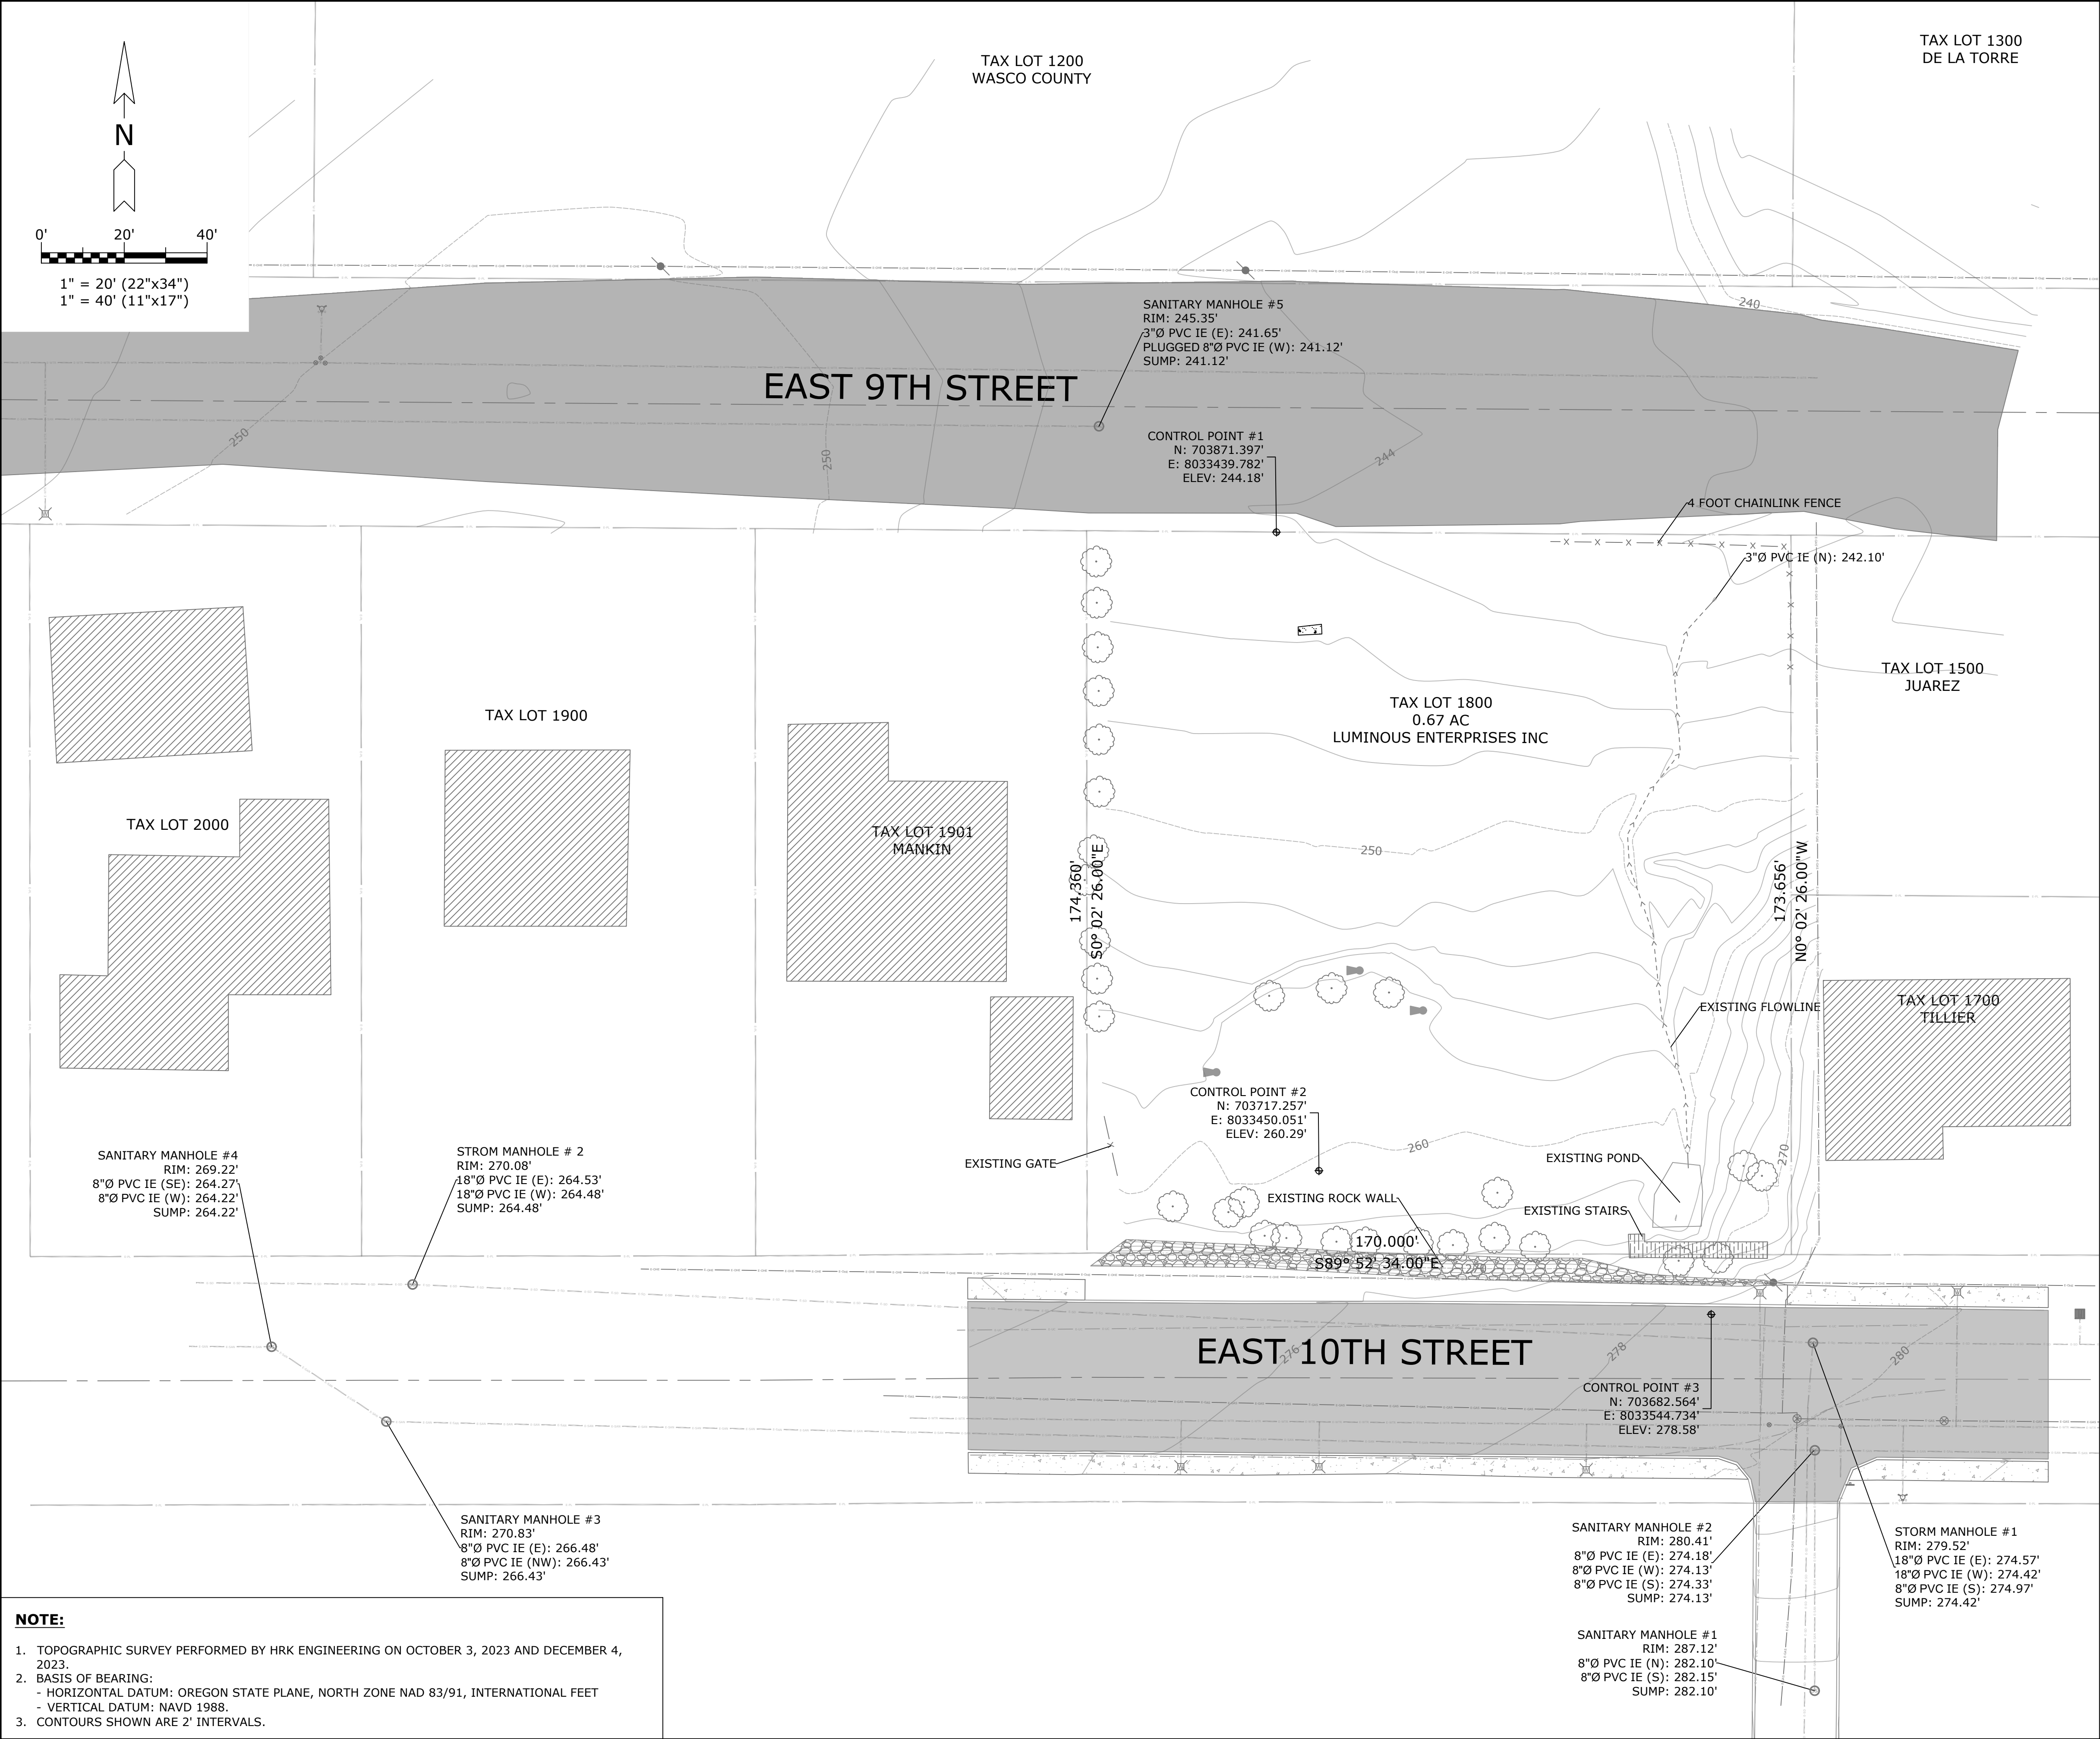 TAX LOT 1200
WASCO COUNTY
TAX LOT 1300
DE LA TORRE
N
0' 20' 40'
1" = 20' (22"x34")
1" = 40' (11"x17")
240
SANITARY MANHOLE #5
RIM: 245.35'
3"Ø PVC IE (E): 241.65'
PLUGGED 8"Ø PVC IE (W): 241.12'
SUMP: 241.12'
EAST 9TH STREET
250
250
244
CONTROL POINT #1
N: 703871.397'
E: 8033439.782'
ELEV: 244.18'
4 FOOT CHAINLINK FENCE
3"Ø PVC IE (N): 242.10'
TAX LOT 1500
JUAREZ
TAX LOT 1800
0.67 AC
LUMINOUS ENTERPRISES INC
TAX LOT 1900
TAX LOT 2000
TAX LOT 1901
MANKIN
250
174.360'
S0° 02' 26.00"E
173.656'
N0° 02' 26.00"W
EXISTING FLOWLINE
TAX LOT 1700
TILLIER
CONTROL POINT #2
N: 703717.257'
E: 8033450.051'
ELEV: 260.29'
260
270
EXISTING GATE
EXISTING POND
EXISTING ROCK WALL
EXISTING STAIRS
170.000'
S89° 52' 34.00"E
270
SANITARY MANHOLE #4
RIM: 269.22'
8"Ø PVC IE (SE): 264.27'
8"Ø PVC IE (W): 264.22'
SUMP: 264.22'
STROM MANHOLE # 2
RIM: 270.08'
18"Ø PVC IE (E): 264.53'
18"Ø PVC IE (W): 264.48'
SUMP: 264.48'
EAST 10TH STREET
276
278
280
CONTROL POINT #3
N: 703682.564'
E: 8033544.734'
ELEV: 278.58'
SANITARY MANHOLE #3
RIM: 270.83'
8"Ø PVC IE (E): 266.48'
8"Ø PVC IE (NW): 266.43'
SUMP: 266.43'
SANITARY MANHOLE #2
RIM: 280.41'
8"Ø PVC IE (E): 274.18'
8"Ø PVC IE (W): 274.13'
8"Ø PVC IE (S): 274.33'
SUMP: 274.13'
STORM MANHOLE #1
RIM: 279.52'
18"Ø PVC IE (E): 274.57'
18"Ø PVC IE (W): 274.42'
8"Ø PVC IE (S): 274.97'
SUMP: 274.42'
SANITARY MANHOLE #1
RIM: 287.12'
8"Ø PVC IE (N): 282.10'
8"Ø PVC IE (S): 282.15'
SUMP: 282.10'
NOTE:
1. TOPOGRAPHIC SURVEY PERFORMED BY HRK ENGINEERING ON OCTOBER 3, 2023 AND DECEMBER 4,
2023.
2. BASIS OF BEARING:
- HORIZONTAL DATUM: OREGON STATE PLANE, NORTH ZONE NAD 83/91, INTERNATIONAL FEET
- VERTICAL DATUM: NAVD 1988.
3. CONTOURS SHOWN ARE 2' INTERVALS.